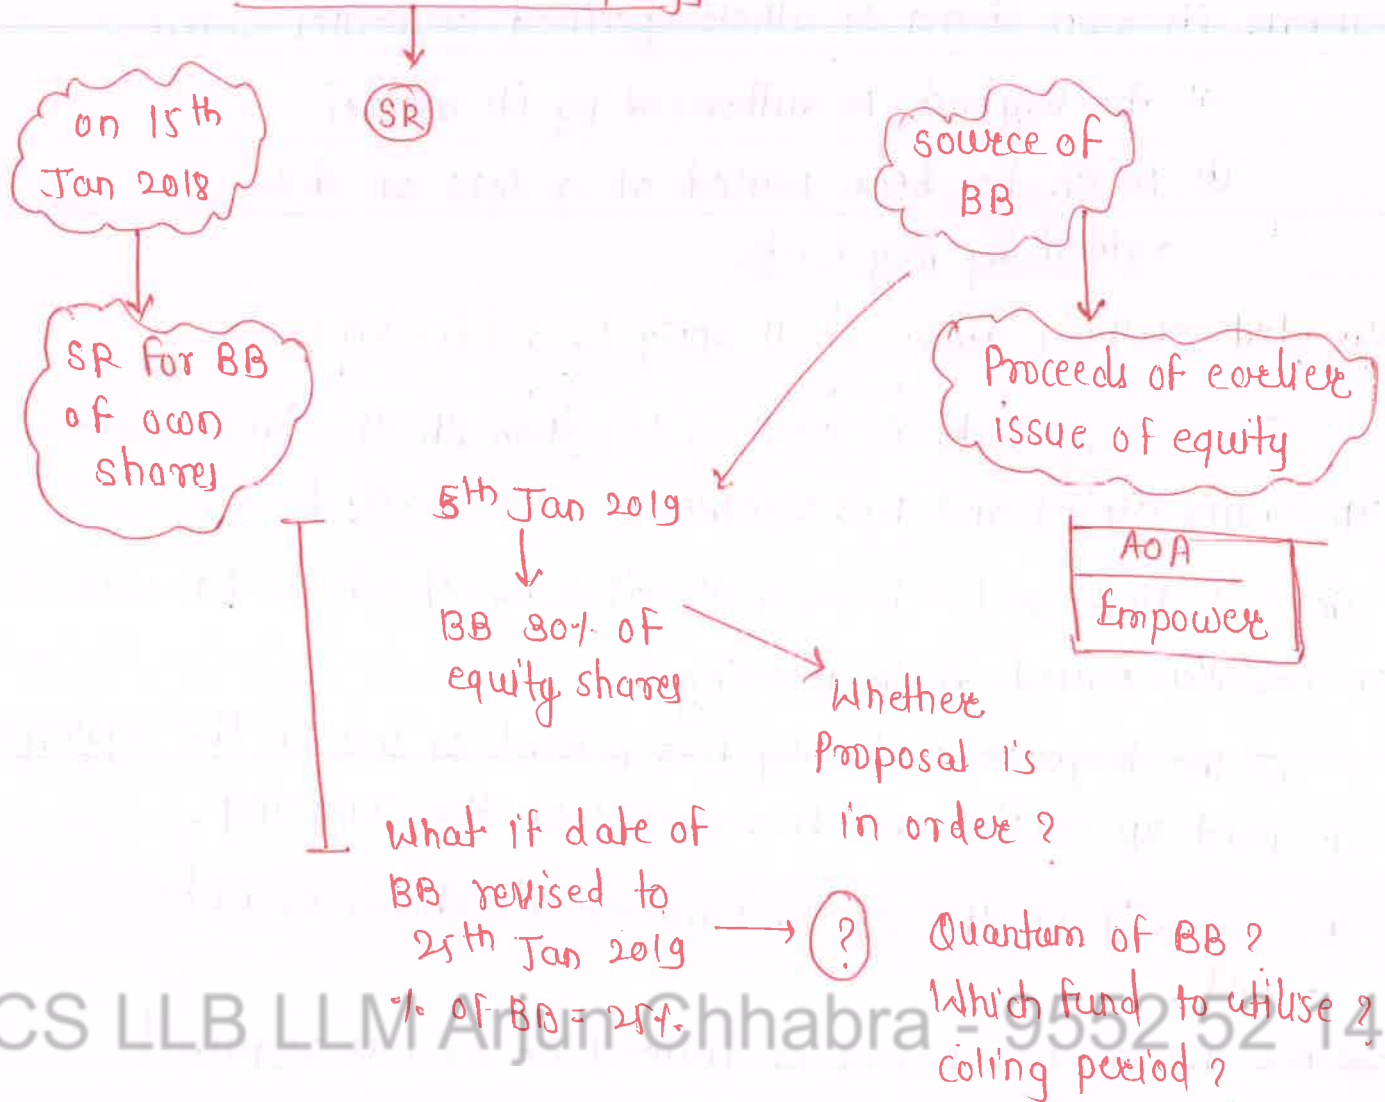 SR
on 15th
Jan 2018
SR For BB
of own
shares
source of
BB
Proceeds of earlier
issue of equity
AOA
Empower
5th Jan 2019
BB 30% of
equity shares
Whether
Proposal is
in order ?
What if date of
BB revised to
25th Jan 2019
% of BB = 25%
?
Quantum of BB ?
Which fund to utilise ?
coling period ?
CS LLB LLM Arjun Chhabra - 9552 52 14